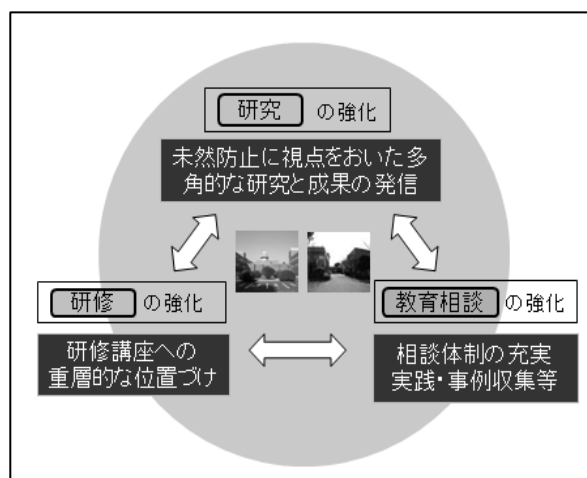 研究 の強化
未然防止に視点をおいた多
角的な研究と成果の発信
研修 の強化
研修講座への
重層的な位置づけ
教育相談 の強化
相談体制の充実
実践・事例収集等